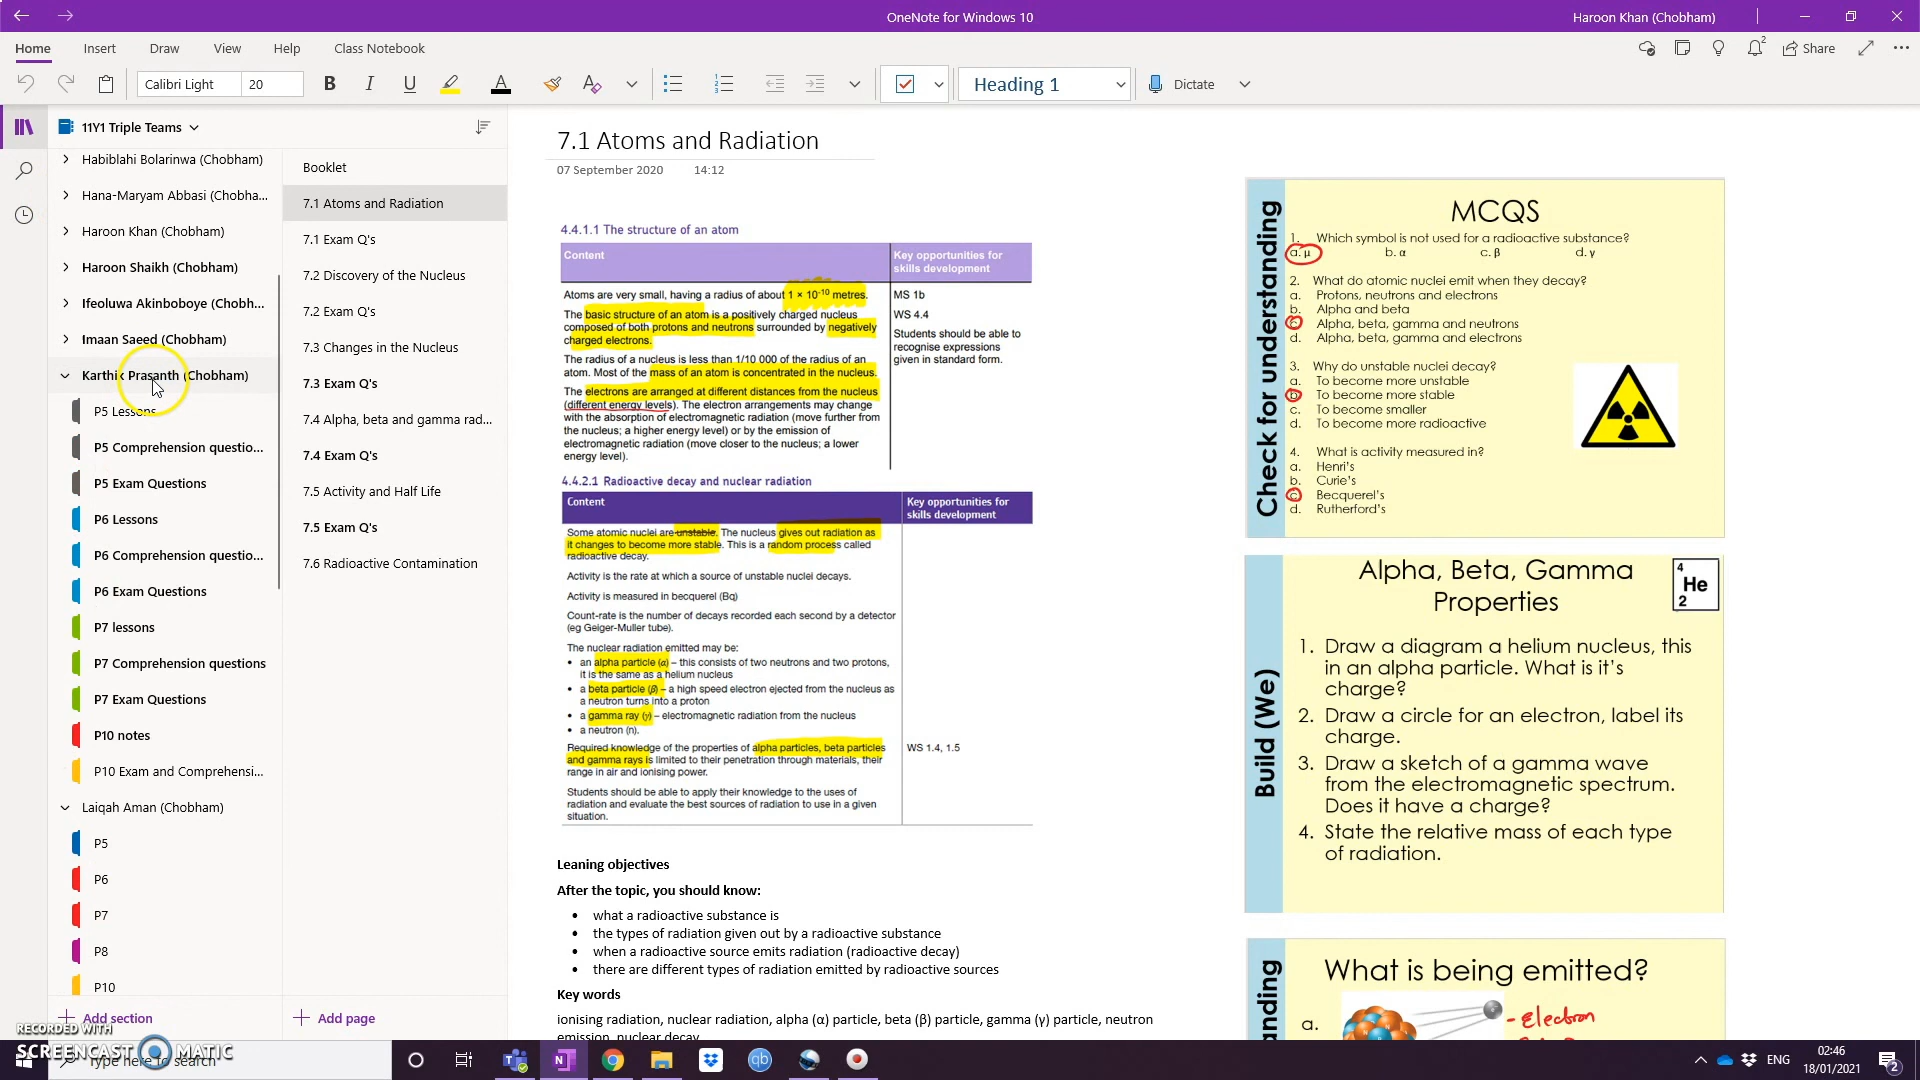 OneNote for Windows 10
Haroon Khan (Chobham)
Home
Insert
Draw
View
Help
Class Notebook
2
Share
Calibri Light
20
B
I
U
A
Heading 1
Dictate
11Y1 Triple Teams
Habiblahi Bolarinwa (Chobham)
Hana-Maryam Abbasi (Chobha...
Haroon Khan (Chobham)
Haroon Shaikh (Chobham)
Ifeoluwa Akinboboye (Chobh...
Imaan Saeed (Chobham)
Karthik Prasanth (Chobham)
P5 Lessons
P5 Comprehension questio...
P5 Exam Questions
P6 Lessons
P6 Comprehension questio...
P6 Exam Questions
P7 lessons
P7 Comprehension questions
P7 Exam Questions
P10 notes
P10 Exam and Comprehensi...
Laiqah Aman (Chobham)
P5
P6
P7
P8
P10
Add section
Booklet
7.1 Atoms and Radiation
7.1 Exam Q's
7.2 Discovery of the Nucleus
7.2 Exam Q's
7.3 Changes in the Nucleus
7.3 Exam Q's
7.4 Alpha, beta and gamma rad...
7.4 Exam Q's
7.5 Activity and Half Life
7.5 Exam Q's
7.6 Radioactive Contamination
Add page
7.1 Atoms and Radiation
07 September 2020 14:12
4.4.1.1 The structure of an atom
Content
Key opportunities for
skills development
Atoms are very small, having a radius of about 1 × 10⁻¹⁰ metres.
MS 1b
The basic structure of an atom is a positively charged nucleus
composed of both protons and neutrons surrounded by negatively
charged electrons.
WS 4.4
Students should be able to
recognise expressions
given in standard form.
The radius of a nucleus is less than 1/10 000 of the radius of an
atom. Most of the mass of an atom is concentrated in the nucleus.
The electrons are arranged at different distances from the nucleus
(different energy levels). The electron arrangements may change
with the absorption of electromagnetic radiation (move further from
the nucleus; a higher energy level) or by the emission of
electromagnetic radiation (move closer to the nucleus; a lower
energy level).
4.4.2.1 Radioactive decay and nuclear radiation
Content
Key opportunities for
skills development
Some atomic nuclei are unstable. The nucleus gives out radiation as
it changes to become more stable. This is a random process called
radioactive decay.
Activity is the rate at which a source of unstable nuclei decays.
Activity is measured in becquerel (Bq)
Count-rate is the number of decays recorded each second by a detector
(eg Geiger-Muller tube).
The nuclear radiation emitted may be:
• an alpha particle (α) – this consists of two neutrons and two protons,
it is the same as a helium nucleus
• a beta particle (β) – a high speed electron ejected from the nucleus as
a neutron turns into a proton
• a gamma ray (γ) – electromagnetic radiation from the nucleus
• a neutron (n).
Required knowledge of the properties of alpha particles, beta particles
and gamma rays is limited to their penetration through materials, their
range in air and ionising power.
WS 1.4, 1.5
Students should be able to apply their knowledge to the uses of
radiation and evaluate the best sources of radiation to use in a given
situation.
Leaning objectives
After the topic, you should know:
• what a radioactive substance is
• the types of radiation given out by a radioactive substance
• when a radioactive source emits radiation (radioactive decay)
• there are different types of radiation emitted by radioactive sources
Key words
ionising radiation, nuclear radiation, alpha (α) particle, beta (β) particle, gamma (γ) particle, neutron
emission, nuclear decay
Check for understanding
MCQS
1. Which symbol is not used for a radioactive substance?
a. μ b. α c. β d. γ
2. What do atomic nuclei emit when they decay?
a. Protons, neutrons and electrons
b. Alpha and beta
c. Alpha, beta, gamma and neutrons
d. Alpha, beta, gamma and electrons
3. Why do unstable nuclei decay?
a. To become more unstable
b. To become more stable
c. To become smaller
d. To become more radioactive
4. What is activity measured in?
a. Henri's
b. Curie's
c. Becquerel's
d. Rutherford's
Build (We)
Alpha, Beta, Gamma
Properties
4
He
2
1. Draw a diagram a helium nucleus, this
in an alpha particle. What is it's
charge?
2. Draw a circle for an electron, label its
charge.
3. Draw a sketch of a gamma wave
from the electromagnetic spectrum.
Does it have a charge?
4. State the relative mass of each type
of radiation.
anding
What is being emitted?
a.
- Electron
RECORDED WITH
SCREENCAST MATIC
Type here to search
ENG
02:46
18/01/2021
2